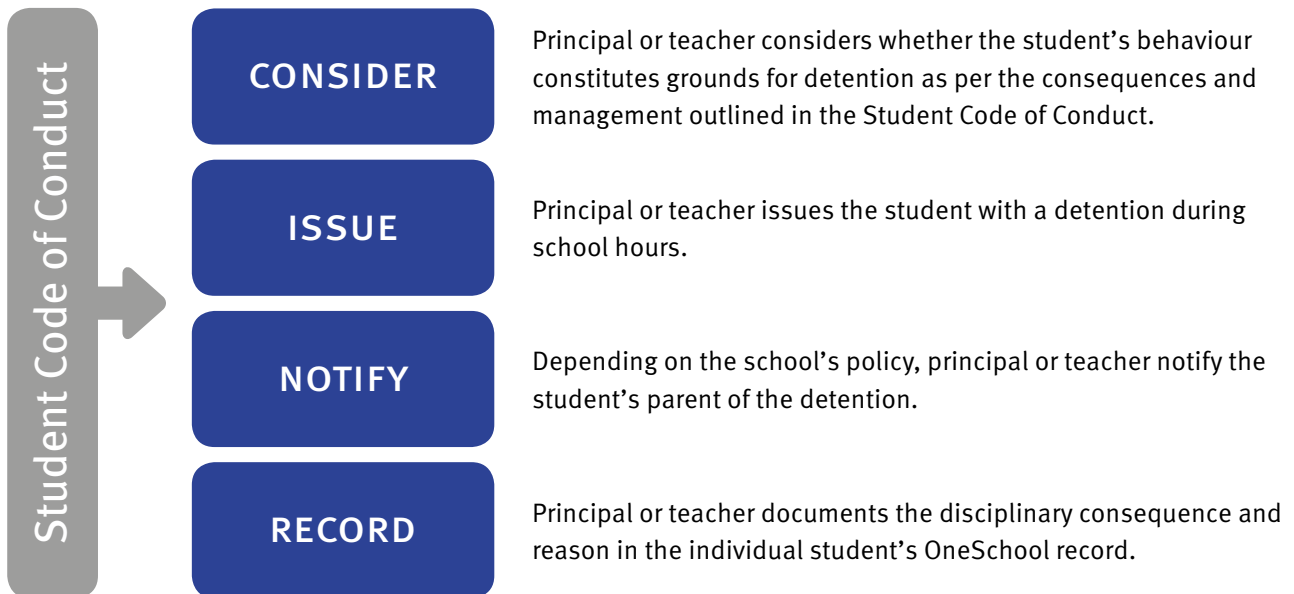 Student Code of Conduct
CONSIDER
Principal or teacher considers whether the student’s behaviour
constitutes grounds for detention as per the consequences and
management outlined in the Student Code of Conduct.
ISSUE
Principal or teacher issues the student with a detention during
school hours.
NOTIFY
Depending on the school’s policy, principal or teacher notify the
student’s parent of the detention.
RECORD
Principal or teacher documents the disciplinary consequence and
reason in the individual student’s OneSchool record.